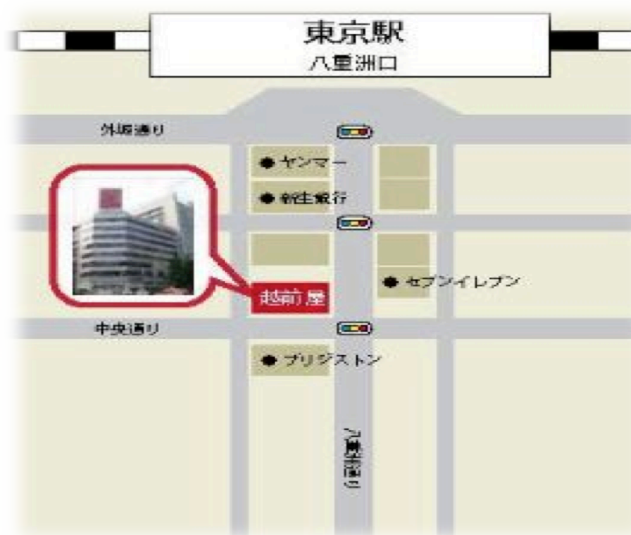 東京駅
八重洲口
外堀通り
ヤンマー
新生銀行
セブンイレブン
越前屋
中央通り
ブリジストン
八重洲通り